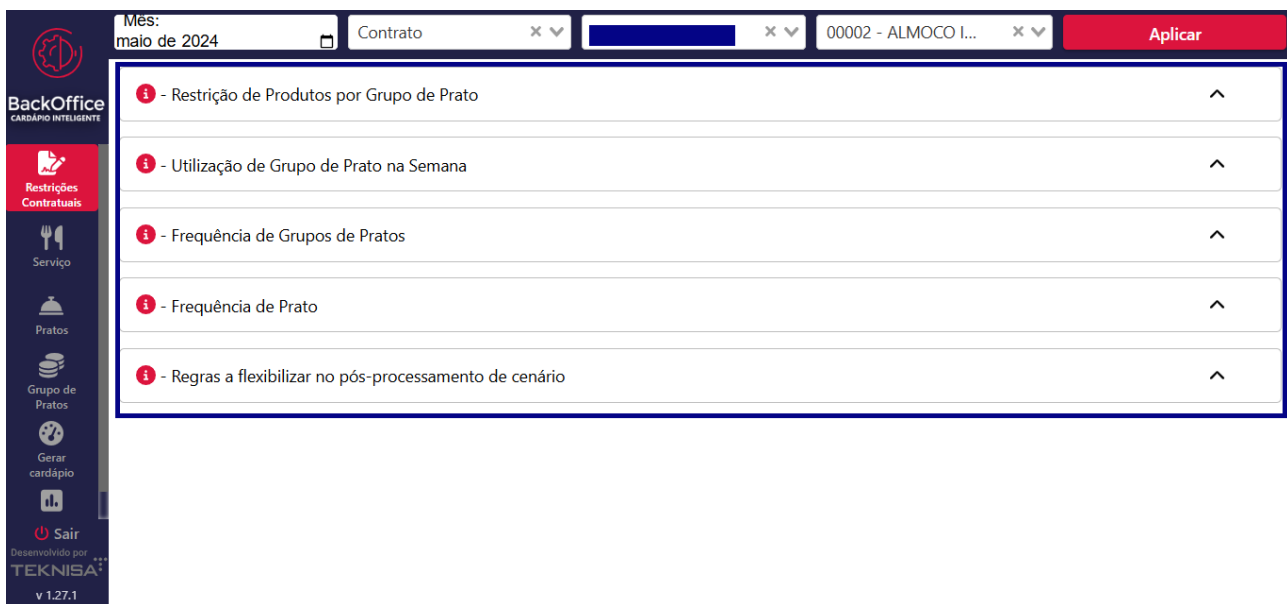 Mês:
maio de 2024
Contrato
00002 - ALMOCO I...
Aplicar
BackOffice
CARDÁPIO INTELIGENTE
Restrições
Contratuais
Serviço
Pratos
Grupo de
Pratos
Gerar
cardápio
Sair
Desenvolvido por
TEKNISA
v 1.27.1
i - Restrição de Produtos por Grupo de Prato
i - Utilização de Grupo de Prato na Semana
i - Frequência de Grupos de Pratos
i - Frequência de Prato
i - Regras a flexibilizar no pós-processamento de cenário